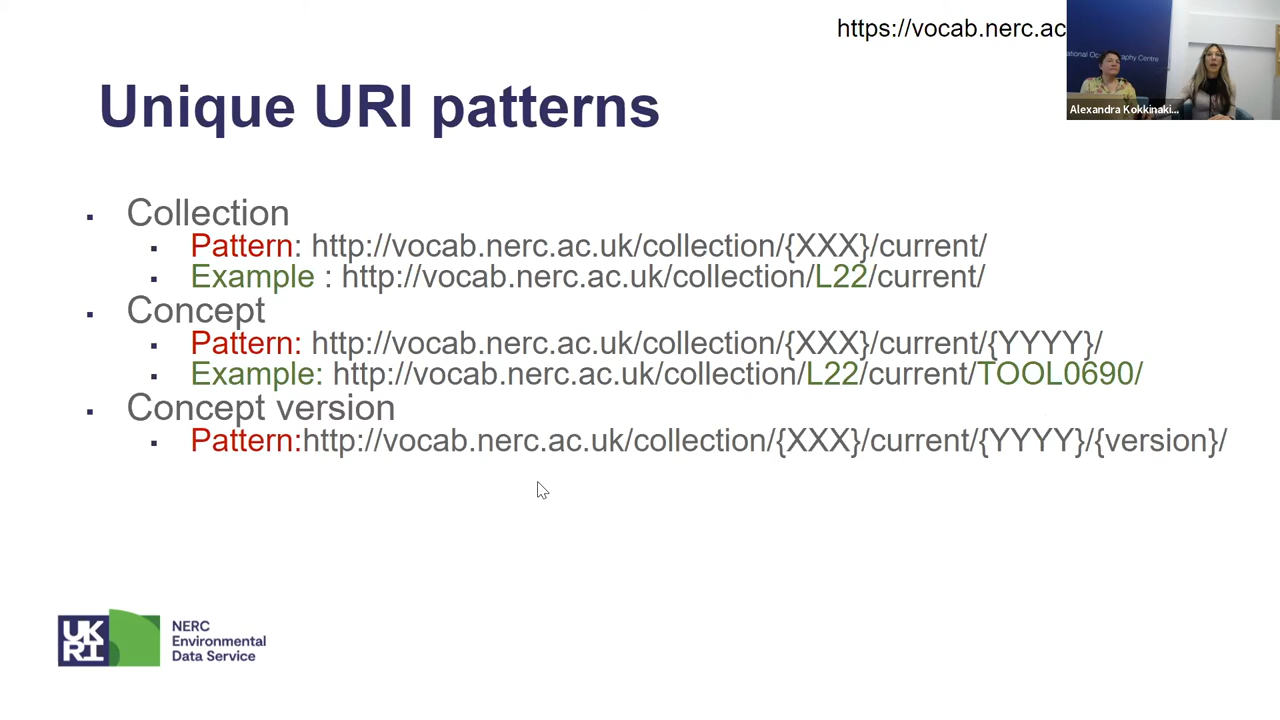 https://vocab.nerc.ac
Unique URI patterns
Collection
Pattern: http://vocab.nerc.ac.uk/collection/{XXX}/current/
Example : http://vocab.nerc.ac.uk/collection/L22/current/
Concept
Pattern: http://vocab.nerc.ac.uk/collection/{XXX}/current/{YYYY}/
Example: http://vocab.nerc.ac.uk/collection/L22/current/TOOL0690/
Concept version
Pattern:http://vocab.nerc.ac.uk/collection/{XXX}/current/{YYYY}/{version}/
ational Oceanography Centre
Alexandra Kokkinaki...
UK
RI
NERC
Environmental
Data Service